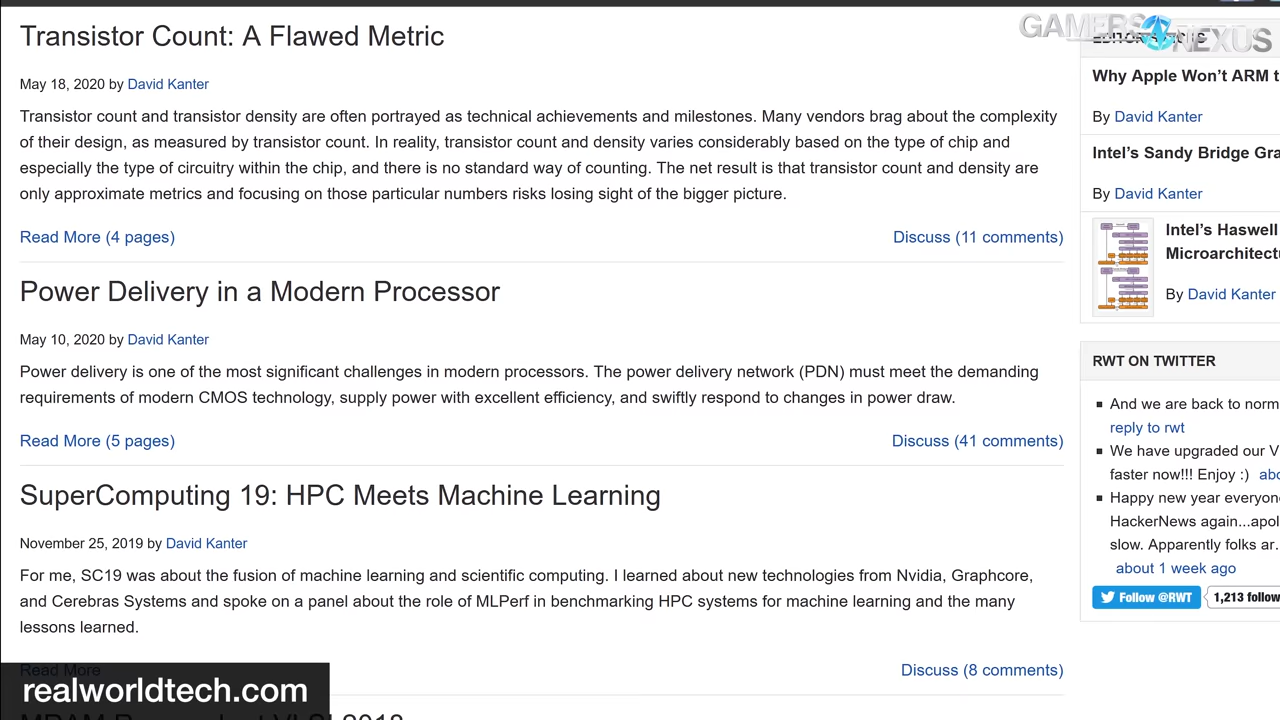 GAMERS NEXUS
Transistor Count: A Flawed Metric
May 18, 2020 by David Kanter
Transistor count and transistor density are often portrayed as technical achievements and milestones. Many vendors brag about the complexity
of their design, as measured by transistor count. In reality, transistor count and density varies considerably based on the type of chip and
especially the type of circuitry within the chip, and there is no standard way of counting. The net result is that transistor count and density are
only approximate metrics and focusing on those particular numbers risks losing sight of the bigger picture.
Read More (4 pages)
Discuss (11 comments)
Power Delivery in a Modern Processor
May 10, 2020 by David Kanter
Power delivery is one of the most significant challenges in modern processors. The power delivery network (PDN) must meet the demanding
requirements of modern CMOS technology, supply power with excellent efficiency, and swiftly respond to changes in power draw.
Read More (5 pages)
Discuss (41 comments)
SuperComputing 19: HPC Meets Machine Learning
November 25, 2019 by David Kanter
For me, SC19 was about the fusion of machine learning and scientific computing. I learned about new technologies from Nvidia, Graphcore,
and Cerebras Systems and spoke on a panel about the role of MLPerf in benchmarking HPC systems for machine learning and the many
lessons learned.
Read More
Discuss (8 comments)
realworldtech.com
Why Apple Won't ARM t
By David Kanter
Intel's Sandy Bridge Gra
By David Kanter
Intel's Haswell
Microarchitectu
By David Kanter
RWT ON TWITTER
And we are back to norm
reply to rwt
We have upgraded our V
faster now!!! Enjoy :) abo
Happy new year everyon
HackerNews again...apol
slow. Apparently folks ar…
about 1 week ago
Follow @RWT
1,213 follow